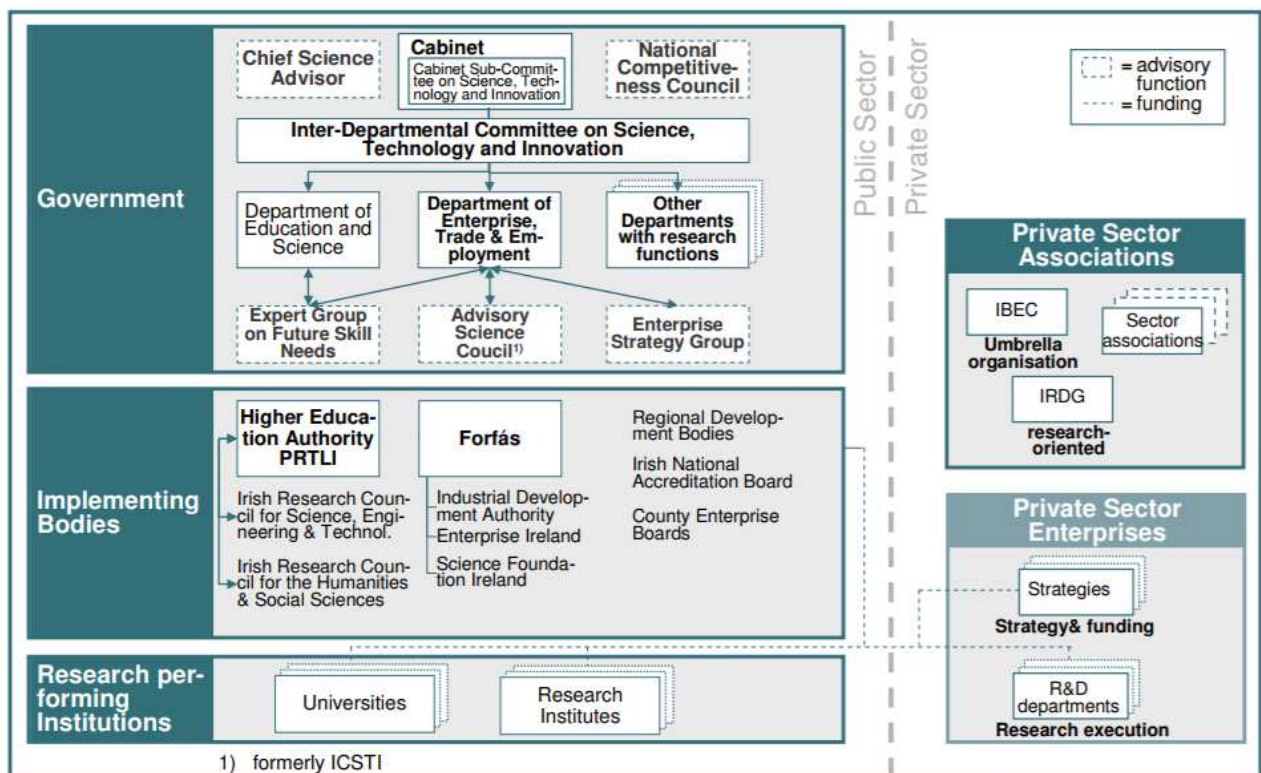 Government
Chief Science
Advisor
Cabinet
Cabinet Sub-Commit-
tee on Science, Tech-
nology and Innovation
National
Competitive-
ness Council
Inter-Departmental Committee on Science,
Technology and Innovation
Department of
Education and
Science
Department of
Enterprise,
Trade & Em-
ployment
Other
Departments
with research
functions
Expert Group
on Future Skill
Needs
Advisory
Science
Coucil¹⁾
Enterprise
Strategy Group
Implementing
Bodies
Higher Educa-
tion Authority
PRTLI
Irish Research Coun-
cil for Science, Engi-
neering & Technol.
Irish Research Coun-
cil for the Humanities
& Social Sciences
Forfás
Industrial Develop-
ment Authority
Enterprise Ireland
Science Founda-
tion Ireland
Regional Develop-
ment Bodies
Irish National
Accreditation Board
County Enterprise
Boards
Research per-
forming
Institutions
Universities
Research
Institutes
1) formerly ICSTI
Public Sector
Private Sector
= advisory
function
= funding
Private Sector
Associations
IBEC
Umbrella
organisation
Sector
associations
IRDG
research-
oriented
Private Sector
Enterprises
Strategies
Strategy& funding
R&D
departments
Research execution